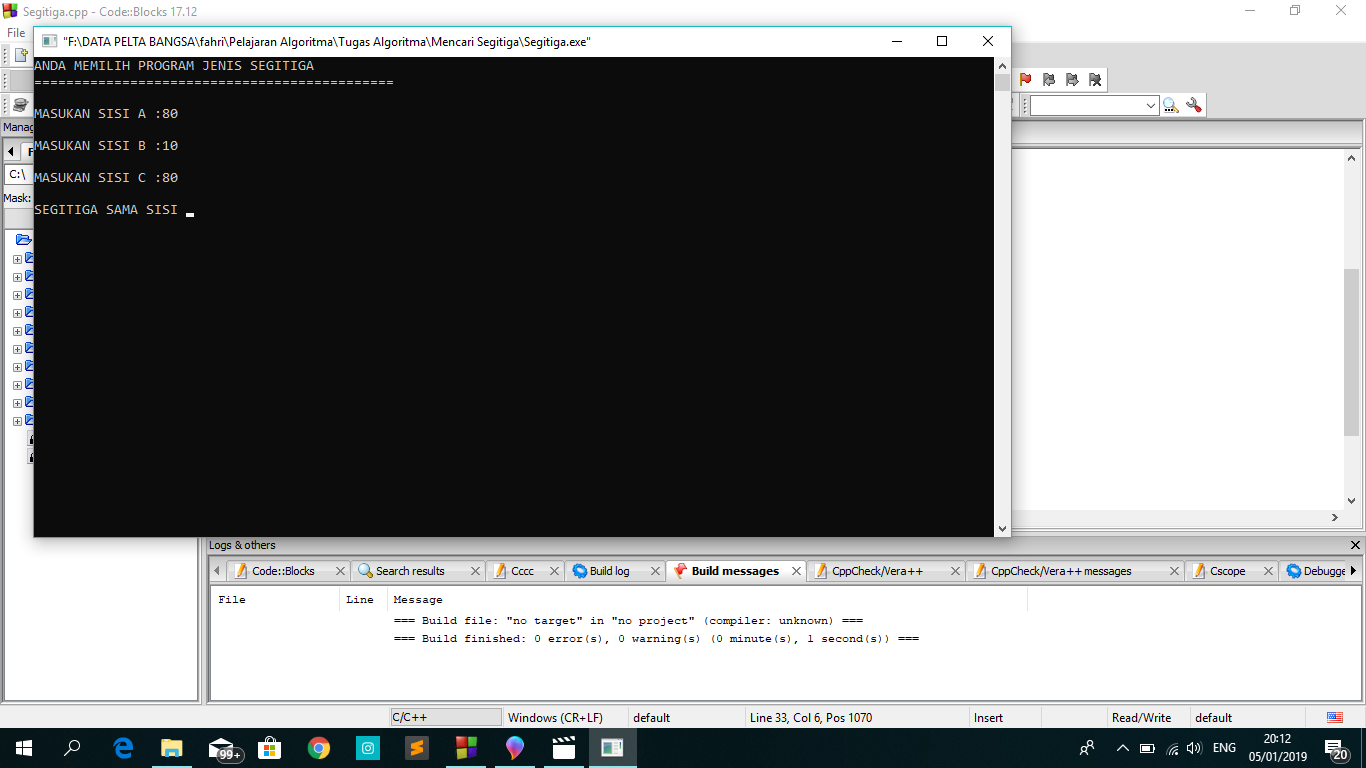 Segitiga.cpp - Code::Blocks 17.12
File
"F:\DATA PELTA BANGSA\fahri\Pelajaran Algoritma\Tugas Algoritma\Mencari Segitiga\Segitiga.exe"
ANDA MEMILIH PROGRAM JENIS SEGITIGA
=============================================
MASUKAN SISI A :80
MASUKAN SISI B :10
MASUKAN SISI C :80
SEGITIGA SAMA SISI
Manag
F
C:\
Mask:
Logs & others
Code::Blocks
Search results
Cccc
Build log
Build messages
CppCheck/Vera++
CppCheck/Vera++ messages
Cscope
Debugge
File Line Message
=== Build file: "no target" in "no project" (compiler: unknown) ===
=== Build finished: 0 error(s), 0 warning(s) (0 minute(s), 1 second(s)) ===
C/C++ Windows (CR+LF) default Line 33, Col 6, Pos 1070 Insert Read/Write default
99+
ENG
20:12
05/01/2019
20